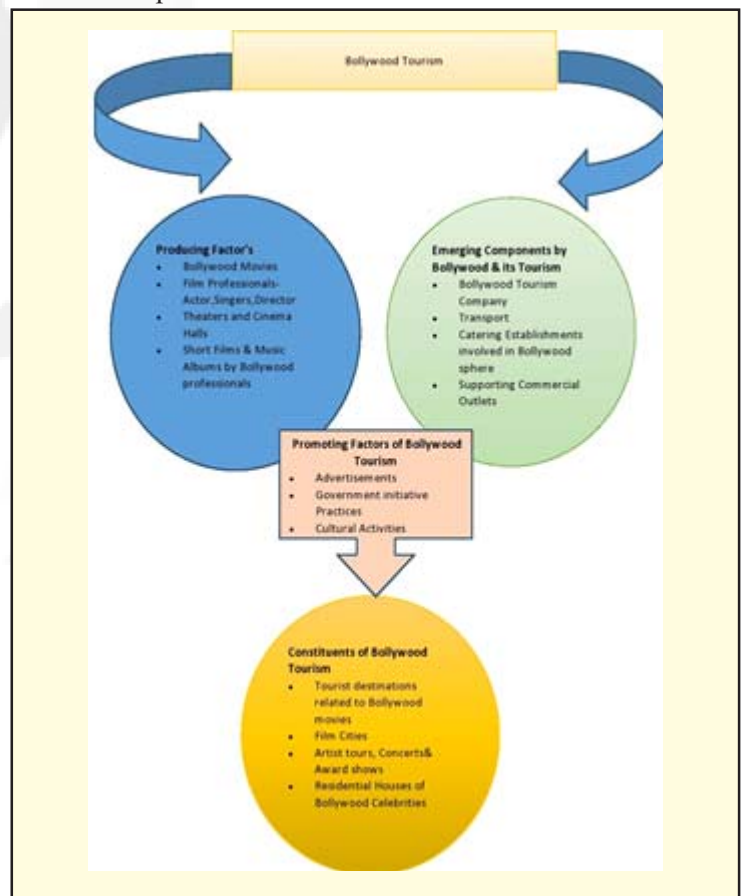 Bollywood Tourism
Producing Factor's
• Bollywood Movies
• Film Professionals-
Actor,Singers,Director
• Theaters and Cinema
Halls
• Short Films & Music
Albums by Bollywood
professionals
Emerging Components by
Bollywood & its Tourism
• Bollywood Tourism
Company
• Transport
• Catering Establishments
involved in Bollywood
sphere
• Supporting Commercial
Outlets
Promoting Factors of Bollywood
Tourism
• Advertisements
• Government initiative
Practices
• Cultural Activities
Constituents of Bollywood
Tourism
• Tourist destinations
related to Bollywood
movies
• Film Cities
• Artist tours, Concerts&
Award shows
• Residential Houses of
Bollywood Celebrities